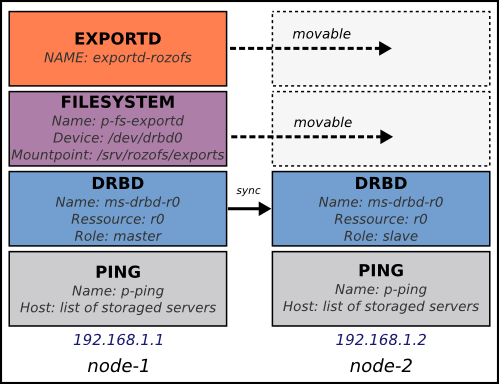 EXPORTD
NAME: exportd-rozofs
movable
FILESYSTEM
Name: p-fs-exportd
Device: /dev/drbd0
Mountpoint: /srv/rozofs/exports
movable
DRBD
Name: ms-drbd-r0
Ressource: r0
Role: master
sync
DRBD
Name: ms-drbd-r0
Ressource: r0
Role: slave
PING
Name: p-ping
Host: list of storaged servers
PING
Name: p-ping
Host: list of storaged servers
192.168.1.1
192.168.1.2
node-1
node-2